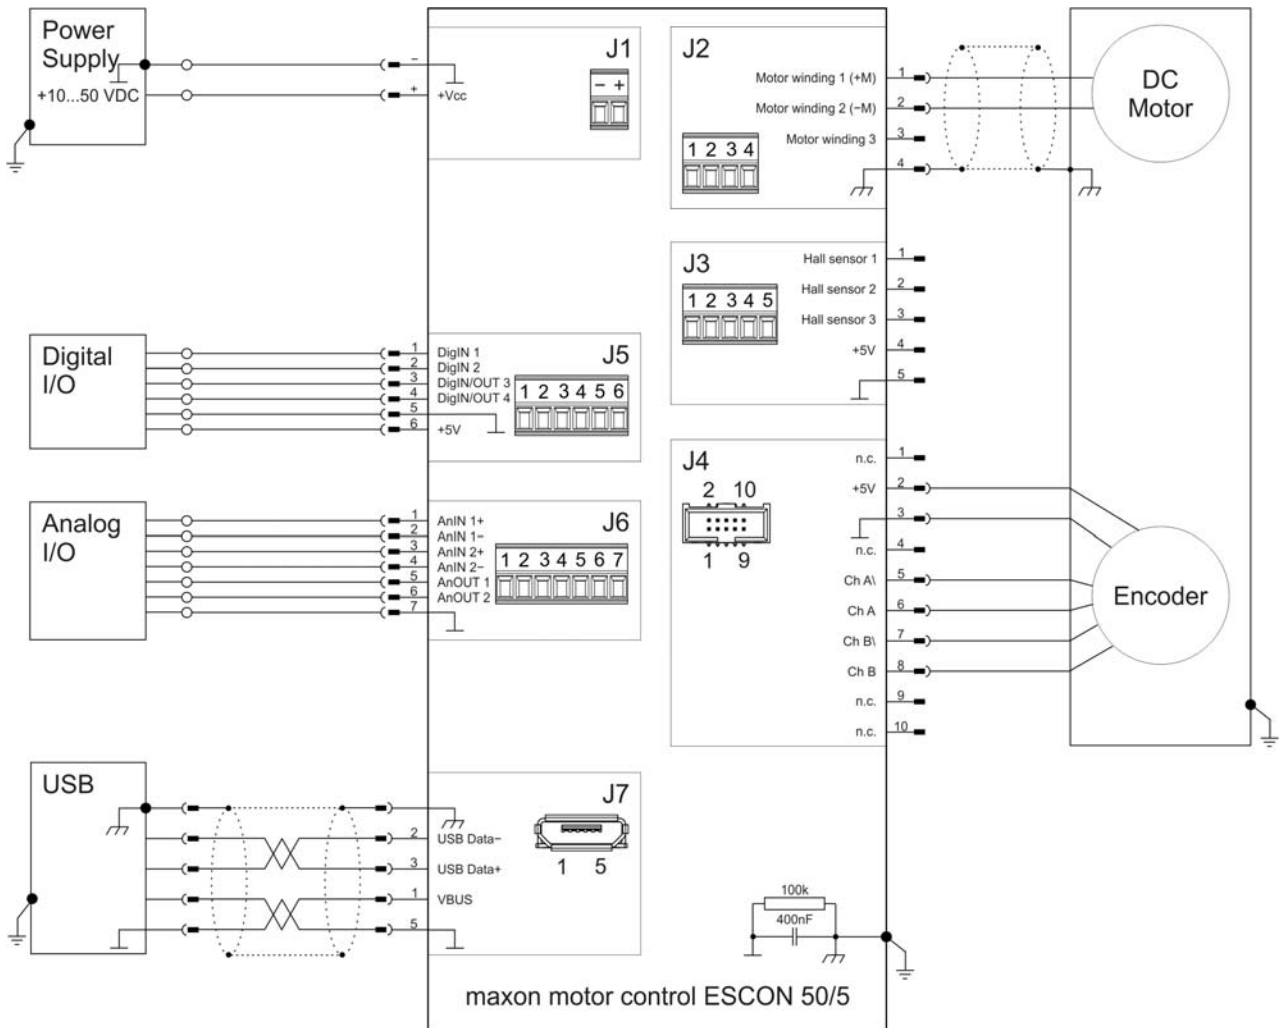 Power
Supply
+10...50 VDC
−
+
+Vcc
J1
− +
J2
Motor winding 1 (+M)
1
Motor winding 2 (−M)
2
Motor winding 3
3
4
1 2 3 4
DC
Motor
J3
Hall sensor 1
1
Hall sensor 2
2
Hall sensor 3
3
+5V
4
5
1 2 3 4 5
Digital
I/O
1
DigIN 1
2
DigIN 2
3
DigIN/OUT 3
4
DigIN/OUT 4
5
6
+5V
J5
1 2 3 4 5 6
J4
2 10
1 9
n.c.
1
+5V
2
3
n.c.
4
Ch A\
5
Ch A
6
Ch B\
7
Ch B
8
n.c.
9
n.c.
10
Encoder
Analog
I/O
1
AnIN 1+
2
AnIN 1−
3
AnIN 2+
4
AnIN 2−
5
AnOUT 1
6
AnOUT 2
7
J6
1 2 3 4 5 6 7
USB
2
USB Data−
3
USB Data+
1
VBUS
5
J7
1 5
100k
400nF
maxon motor control ESCON 50/5